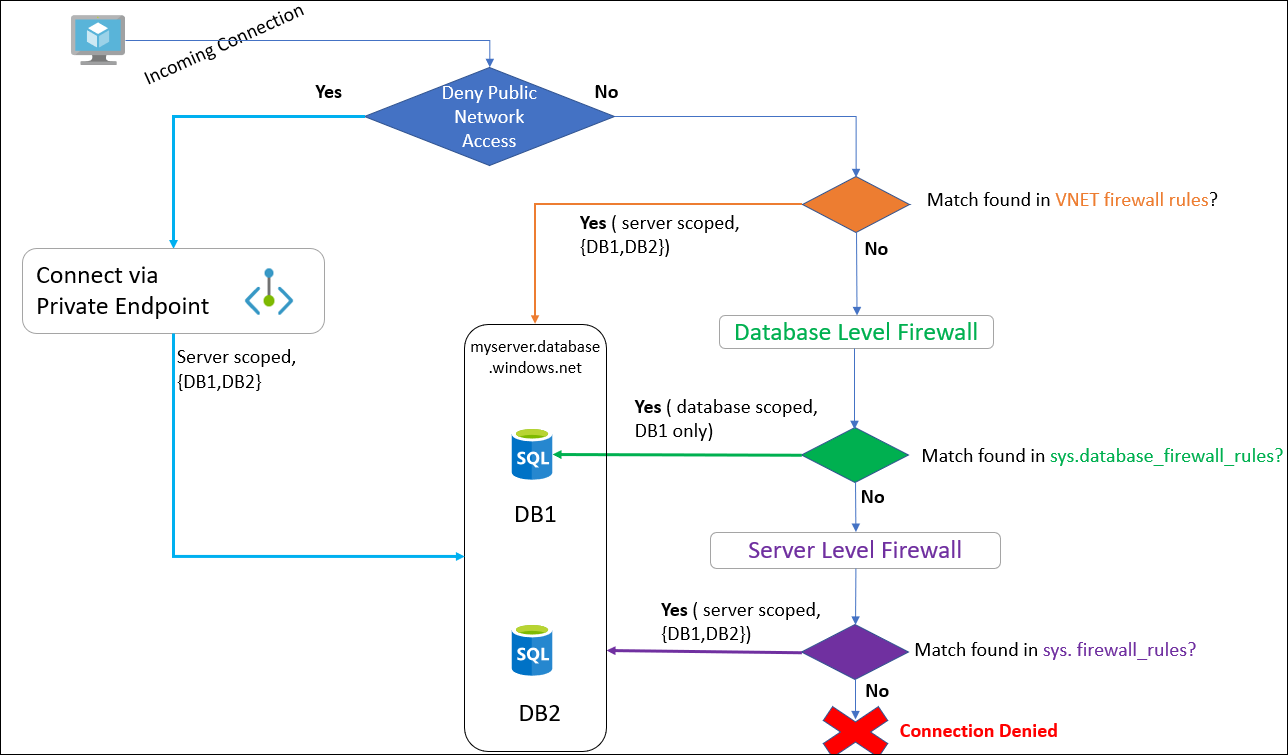 Incoming Connection
Yes
Deny Public
Network
Access
No
Match found in VNET firewall rules?
Yes ( server scoped,
{DB1,DB2})
No
Connect via
Private Endpoint
Database Level Firewall
myserver.database
.windows.net
Server scoped,
{DB1,DB2}
Yes ( database scoped,
DB1 only)
SQL
Match found in sys.database_firewall_rules?
No
DB1
Server Level Firewall
Yes ( server scoped,
{DB1,DB2})
SQL
Match found in sys. firewall_rules?
No
DB2
Connection Denied